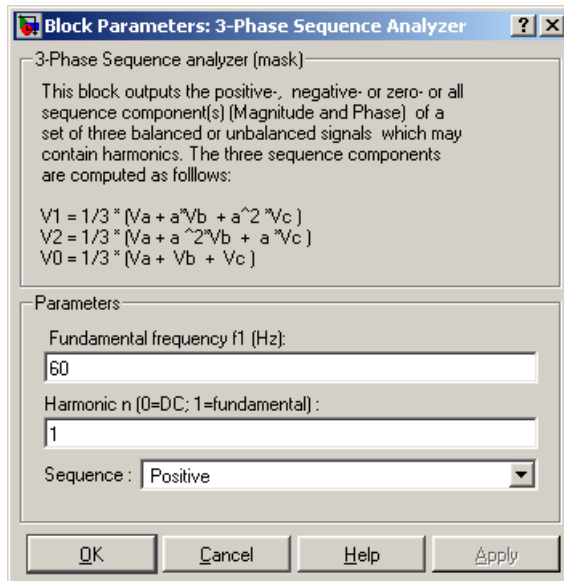 Block Parameters: 3-Phase Sequence Analyzer
3-Phase Sequence analyzer (mask)
This block outputs the positive-,  negative- or zero- or all
sequence component(s) (Magnitude and Phase)  of a
set of three balanced or unbalanced signals  which may
contain harmonics. The three sequence components
are computed as folllows:
V1 = 1/3 * (Va + a*Vb  + a^2 *Vc )
V2 = 1/3 * (Va + a ^2*Vb  +  a *Vc )
V0 = 1/3 * (Va +  Vb  +  Vc )
Parameters
Fundamental frequency f1 (Hz):
60
Harmonic n (0=DC; 1=fundamental) :
1
Sequence : Positive
OK Cancel Help Apply